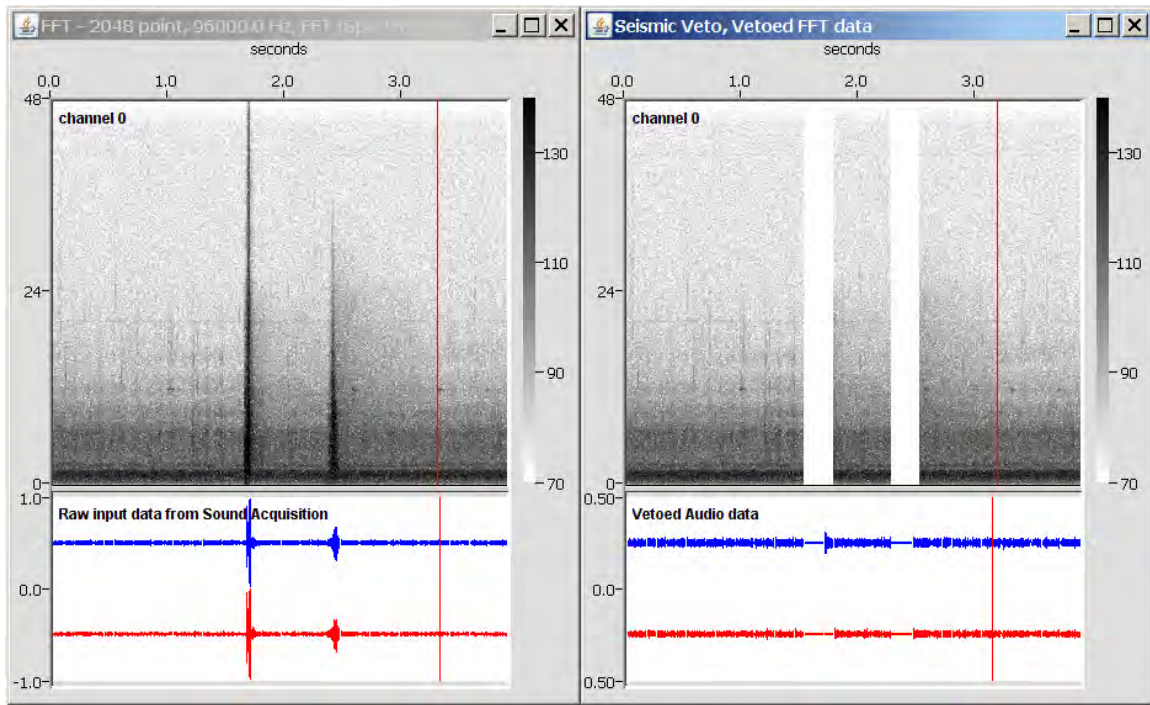 FFT - 2048 point, 96000.0 Hz, FFT
seconds
0.0 1.0 2.0 3.0
48
channel 0
130
110
24
90
0
70
1.0
Raw input data from Sound Acquisition
0.0
-1.0
Seismic Veto, Vetoed FFT data
seconds
0.0 1.0 2.0 3.0
48
channel 0
130
110
24
90
0
70
0.50
Vetoed Audio data
0.0
0.50